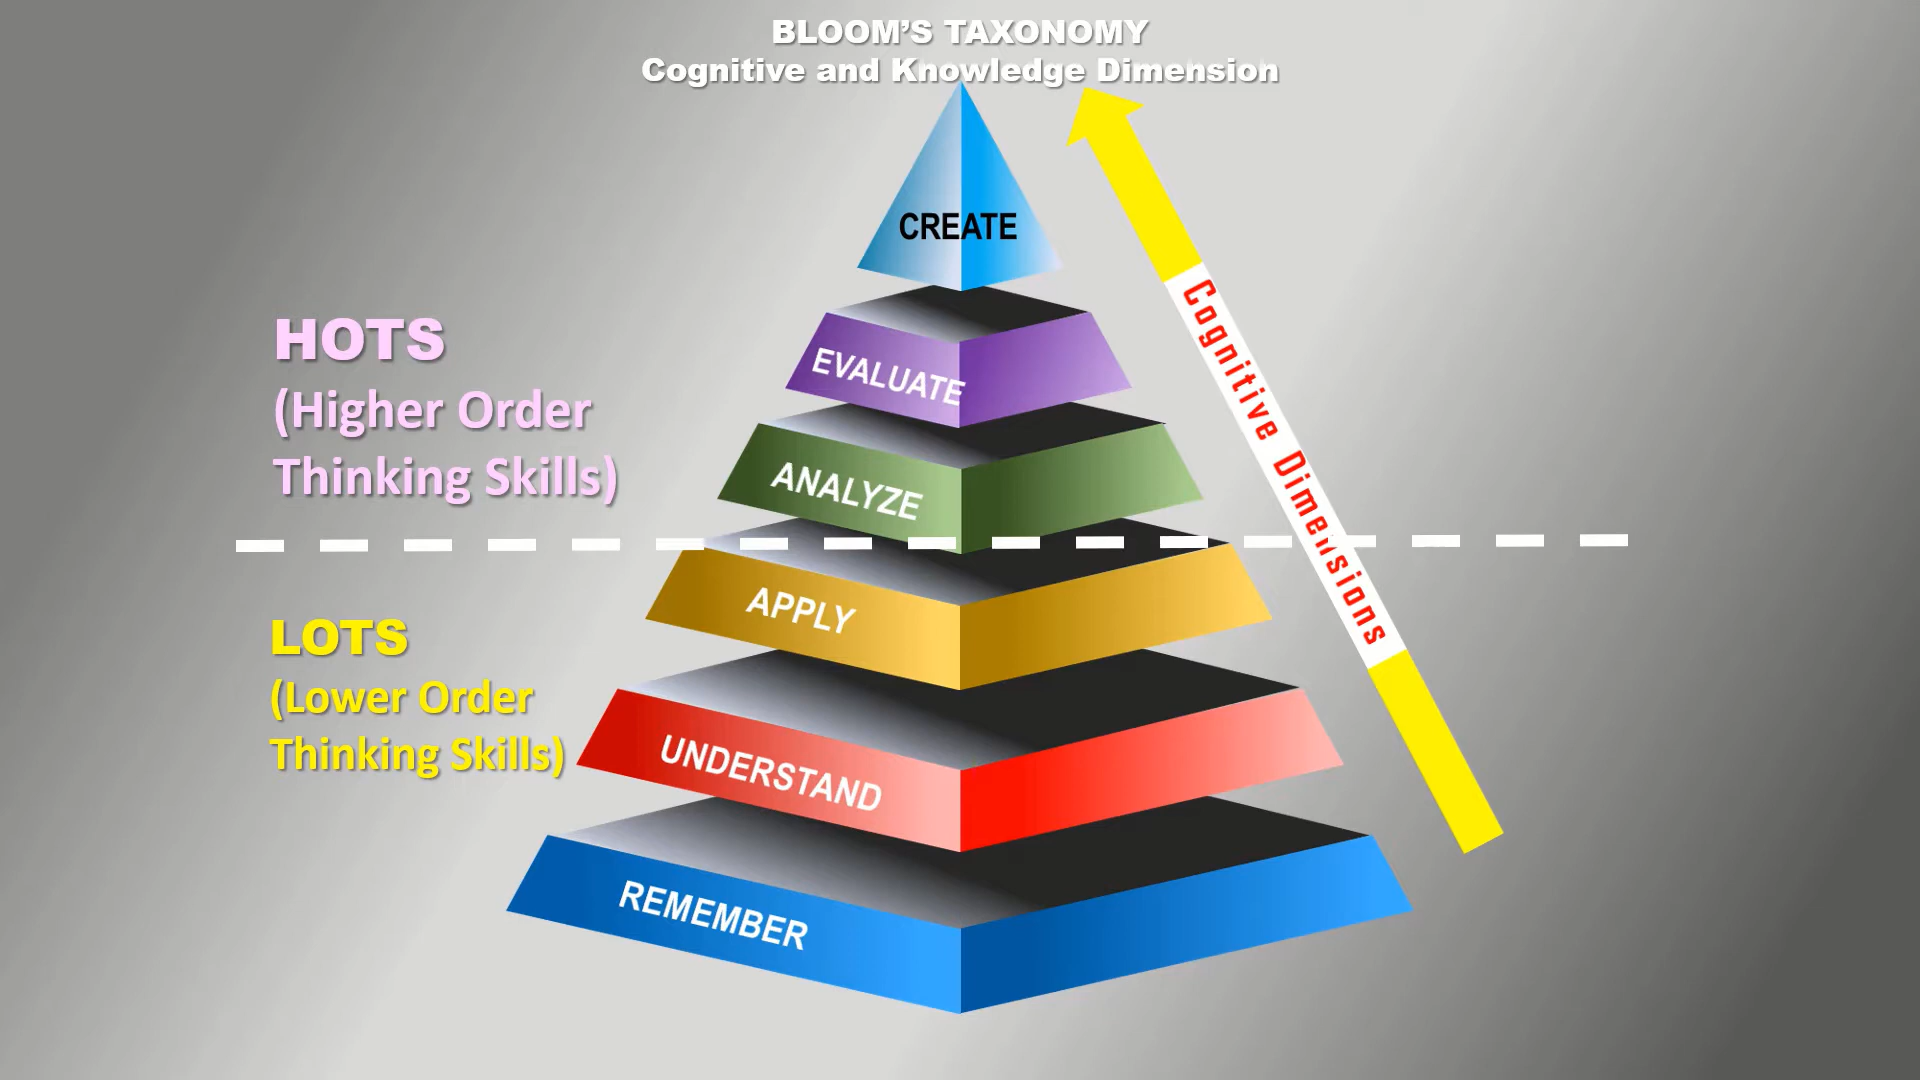 BLOOM’S TAXONOMY
Cognitive and Knowledge Dimension
CREATE
EVALUATE
ANALYZE
APPLY
UNDERSTAND
REMEMBER
HOTS
(Higher Order
Thinking Skills)
LOTS
(Lower Order
Thinking Skills)
Cognitive Dimensions